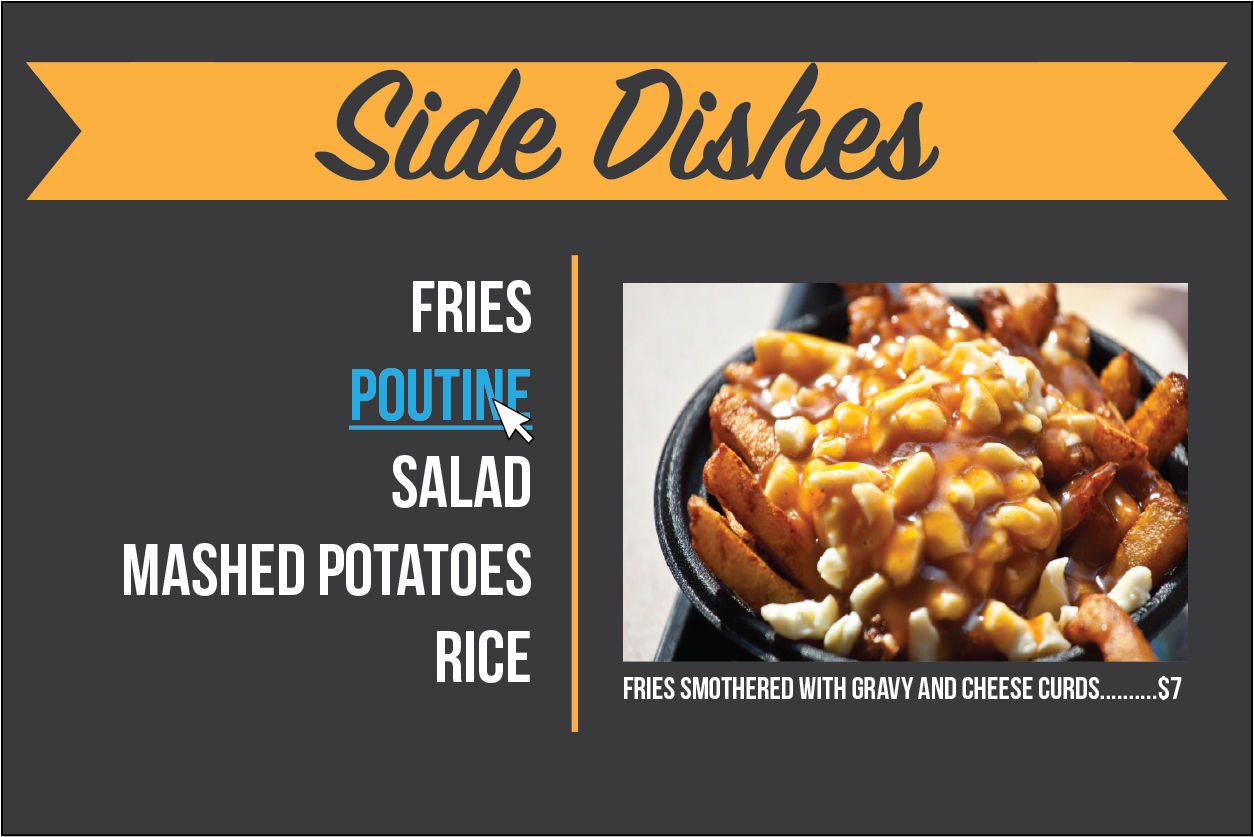 Side Dishes
FRIES
POUTINE
SALAD
MASHED POTATOES
RICE
FRIES SMOTHERED WITH GRAVY AND CHEESE CURDS..........$7